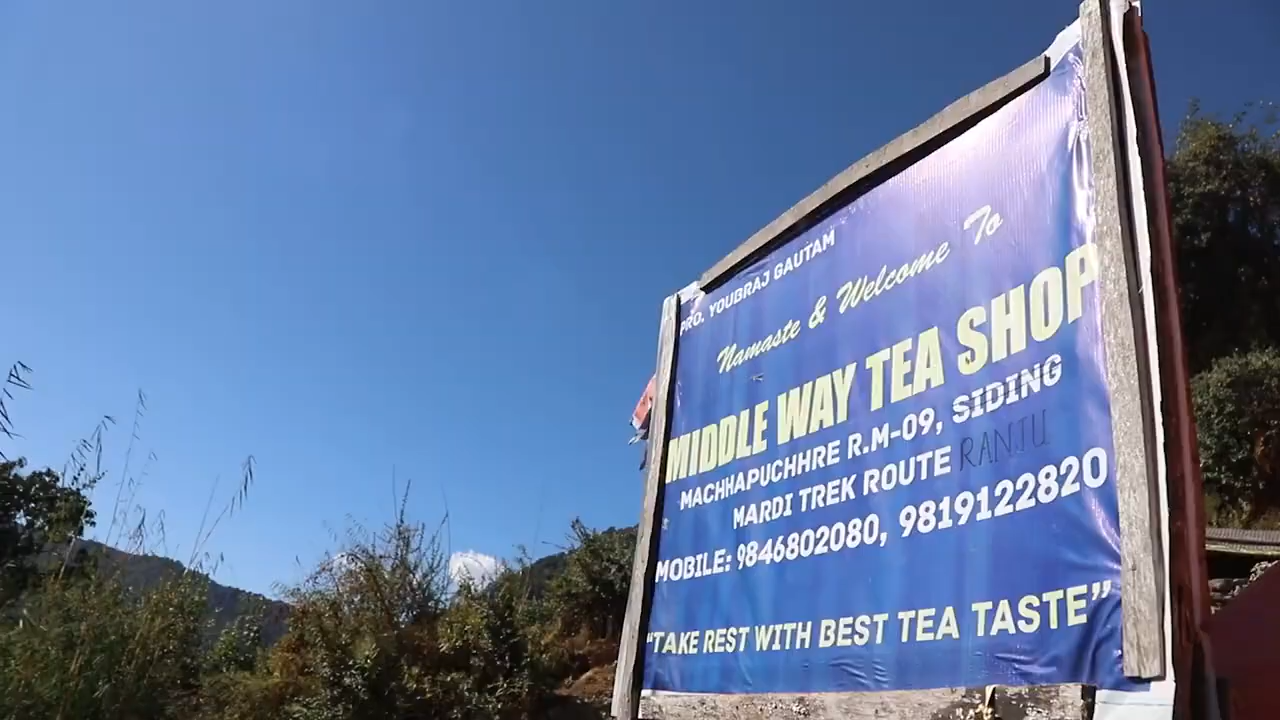 PRO. YOUBRAJ GAUTAM
Namaste & Welcome To
MIDDLE WAY TEA SHOP
MACHHAPUCHHRE R.M-09, SIDING
MARDI TREK ROUTE RANJU
MOBILE: 9846802080, 9819122820
"TAKE REST WITH BEST TEA TASTE"